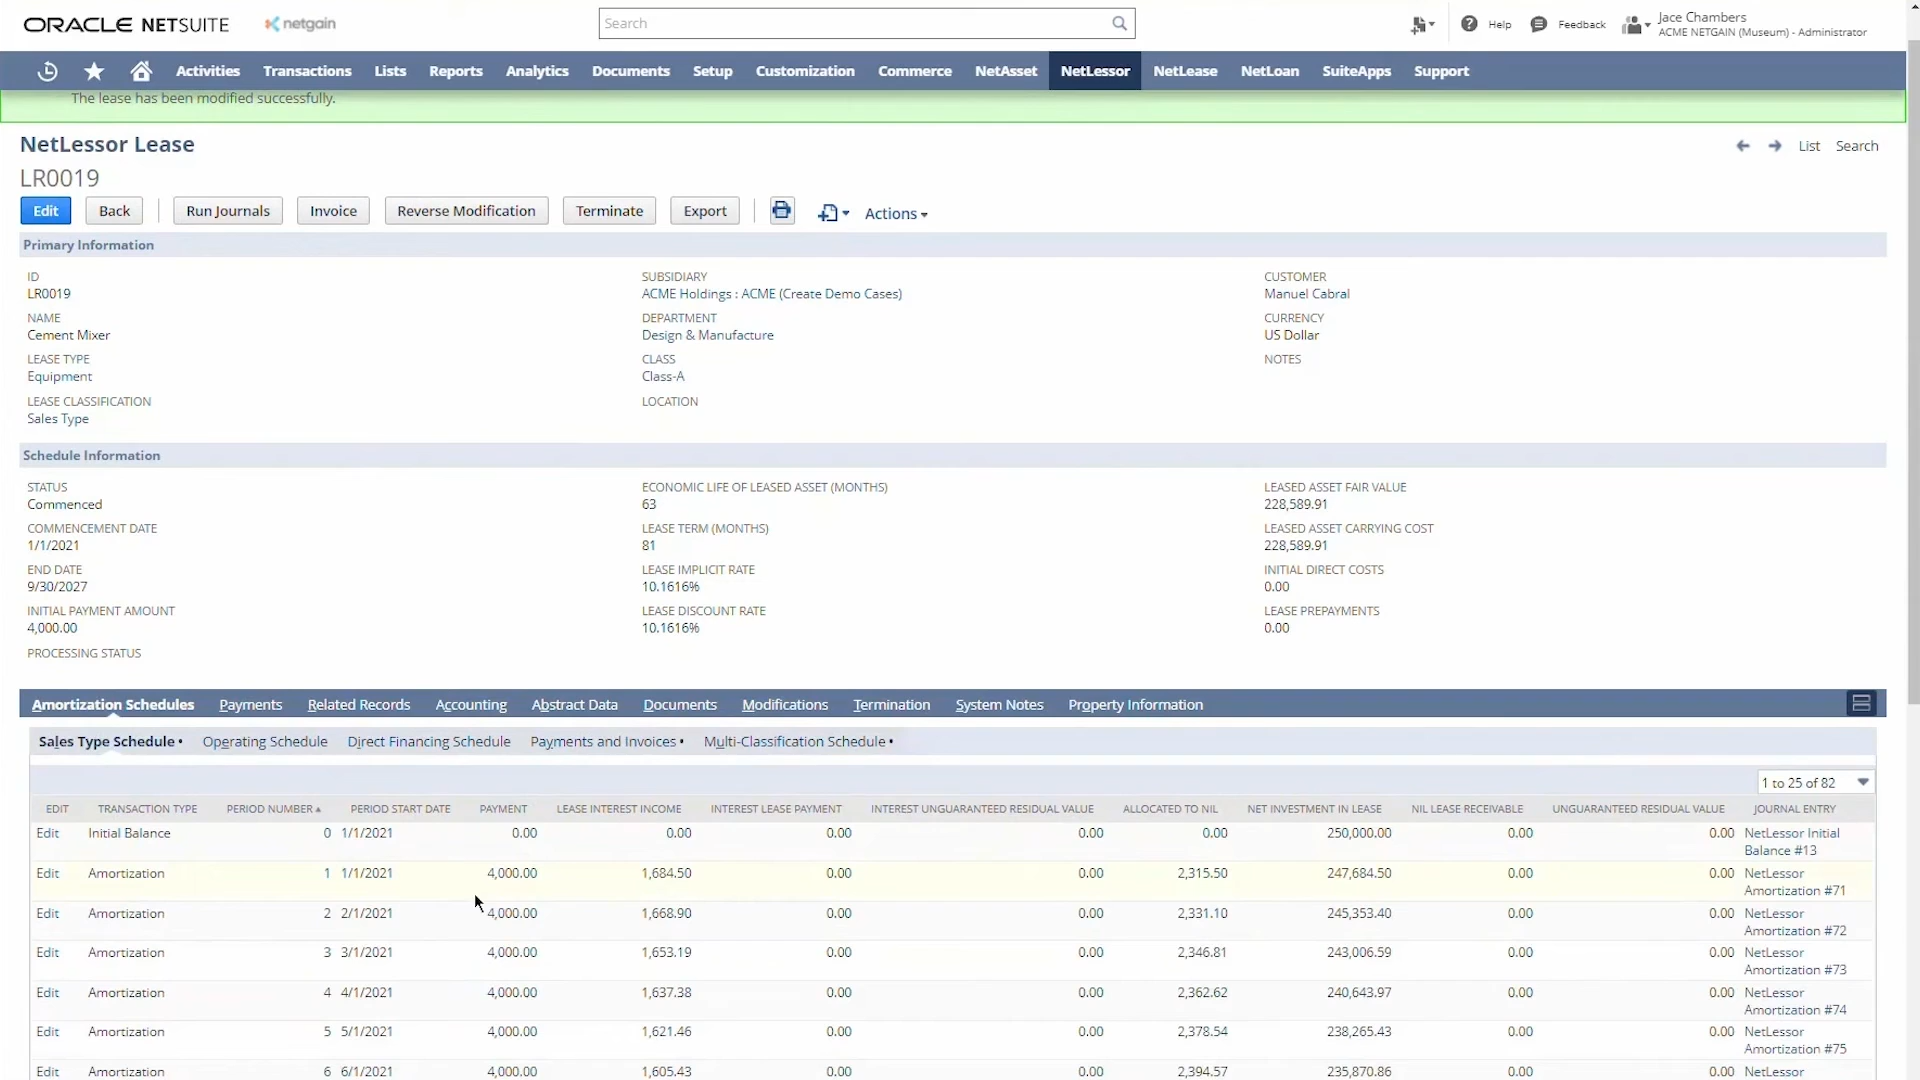 ORACLE NETSUITE
netgain
Search
Help
Feedback
Jace Chambers
ACME NETGAIN (Museum) - Administrator
Activities Transactions Lists Reports Analytics Documents Setup Customization Commerce NetAsset NetLessor NetLease NetLoan SuiteApps Support
The lease has been modified successfully.
NetLessor Lease
List Search
LR0019
Edit Back Run Journals Invoice Reverse Modification Terminate Export Actions
Primary Information
ID SUBSIDIARY CUSTOMER
LR0019 ACME Holdings : ACME (Create Demo Cases) Manuel Cabral
NAME DEPARTMENT CURRENCY
Cement Mixer Design & Manufacture US Dollar
LEASE TYPE CLASS NOTES
Equipment Class-A
LEASE CLASSIFICATION LOCATION
Sales Type
Schedule Information
STATUS ECONOMIC LIFE OF LEASED ASSET (MONTHS) LEASED ASSET FAIR VALUE
Commenced 63 228,589.91
COMMENCEMENT DATE LEASE TERM (MONTHS) LEASED ASSET CARRYING COST
1/1/2021 81 228,589.91
END DATE LEASE IMPLICIT RATE INITIAL DIRECT COSTS
9/30/2027 10.1616% 0.00
INITIAL PAYMENT AMOUNT LEASE DISCOUNT RATE LEASE PREPAYMENTS
4,000.00 10.1616% 0.00
PROCESSING STATUS
Amortization Schedules Payments Related Records Accounting Abstract Data Documents Modifications Termination System Notes Property Information
Sales Type Schedule • Operating Schedule Direct Financing Schedule Payments and Invoices • Multi-Classification Schedule •
1 to 25 of 82
EDIT TRANSACTION TYPE PERIOD NUMBER ▲ PERIOD START DATE PAYMENT LEASE INTEREST INCOME INTEREST LEASE PAYMENT INTEREST UNGUARANTEED RESIDUAL VALUE ALLOCATED TO NIL NET INVESTMENT IN LEASE NIL LEASE RECEIVABLE UNGUARANTEED RESIDUAL VALUE JOURNAL ENTRY
Edit Initial Balance 0 1/1/2021 0.00 0.00 0.00 0.00 0.00 250,000.00 0.00 0.00 NetLessor Initial
Balance #13
Edit Amortization 1 1/1/2021 4,000.00 1,684.50 0.00 0.00 2,315.50 247,684.50 0.00 0.00 NetLessor
Amortization #71
Edit Amortization 2 2/1/2021 4,000.00 1,668.90 0.00 0.00 2,331.10 245,353.40 0.00 0.00 NetLessor
Amortization #72
Edit Amortization 3 3/1/2021 4,000.00 1,653.19 0.00 0.00 2,346.81 243,006.59 0.00 0.00 NetLessor
Amortization #73
Edit Amortization 4 4/1/2021 4,000.00 1,637.38 0.00 0.00 2,362.62 240,643.97 0.00 0.00 NetLessor
Amortization #74
Edit Amortization 5 5/1/2021 4,000.00 1,621.46 0.00 0.00 2,378.54 238,265.43 0.00 0.00 NetLessor
Amortization #75
Edit Amortization 6 6/1/2021 4,000.00 1,605.43 0.00 0.00 2,394.57 235,870.86 0.00 0.00 NetLessor